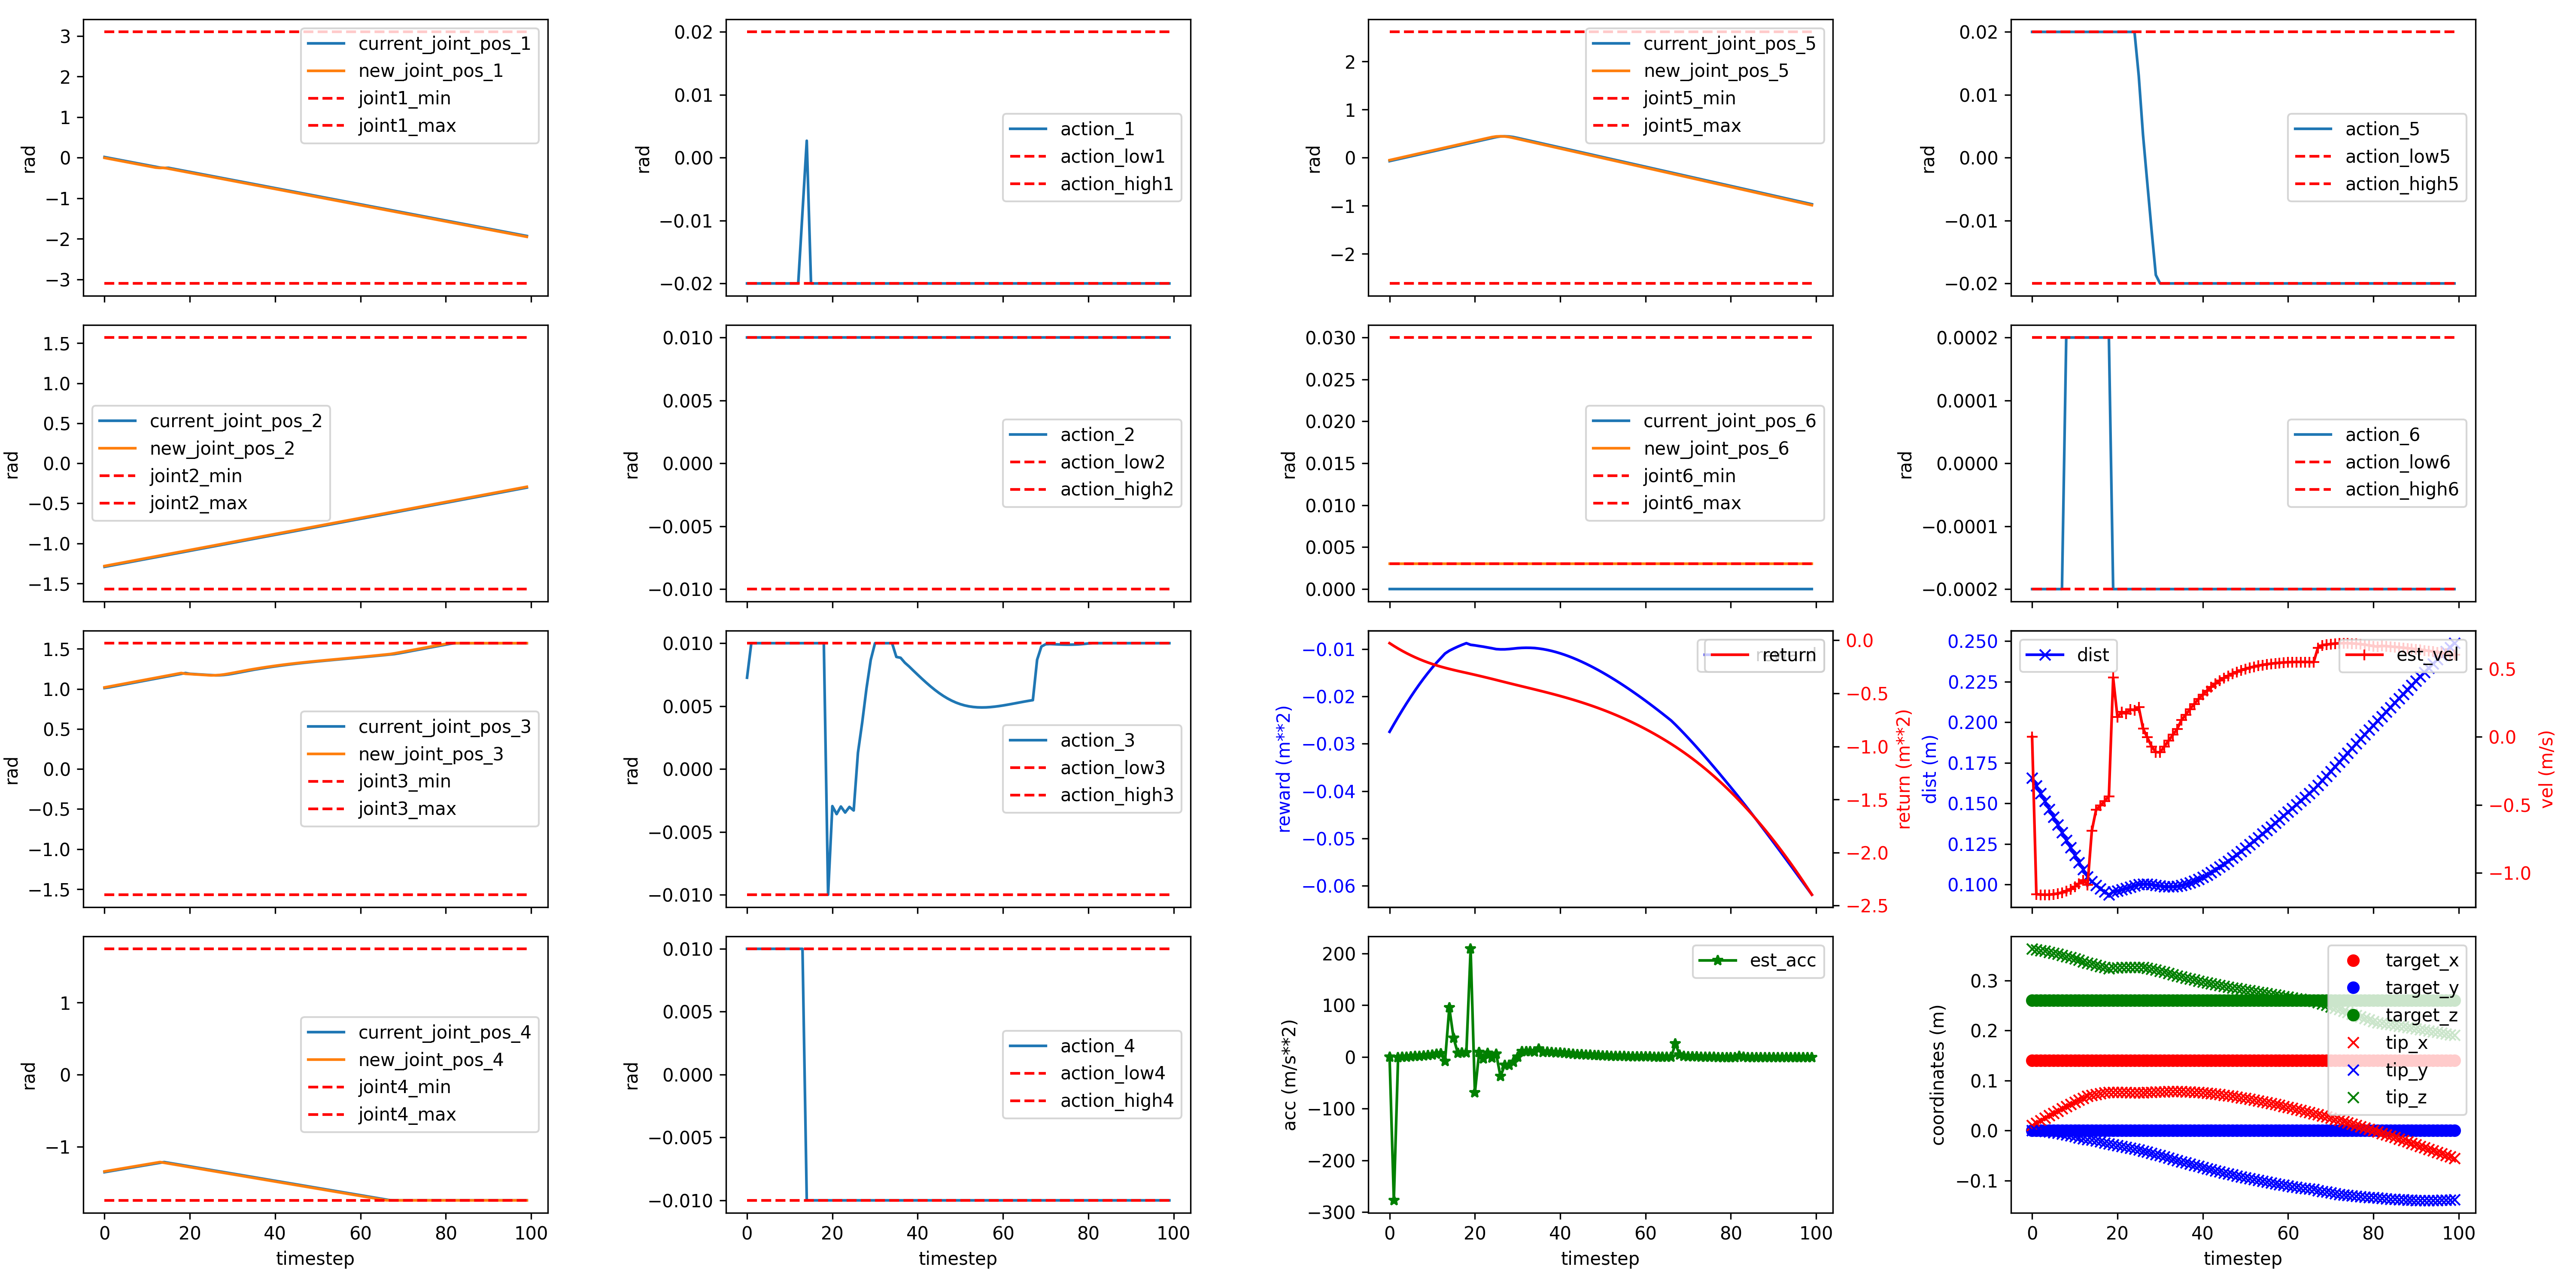 3
2
1
0
−1
−2
−3
rad
current_joint_pos_1
new_joint_pos_1
joint1_min
joint1_max
0.02
0.01
0.00
−0.01
−0.02
rad
action_1
action_low1
action_high1
2
1
0
−1
−2
rad
current_joint_pos_5
new_joint_pos_5
joint5_min
joint5_max
0.02
0.01
0.00
−0.01
−0.02
rad
action_5
action_low5
action_high5
1.5
1.0
0.5
0.0
−0.5
−1.0
−1.5
rad
current_joint_pos_2
new_joint_pos_2
joint2_min
joint2_max
0.010
0.005
0.000
−0.005
−0.010
rad
action_2
action_low2
action_high2
0.030
0.025
0.020
0.015
0.010
0.005
0.000
rad
current_joint_pos_6
new_joint_pos_6
joint6_min
joint6_max
0.0002
0.0001
0.0000
−0.0001
−0.0002
rad
action_6
action_low6
action_high6
1.5
1.0
0.5
0.0
−0.5
−1.0
−1.5
rad
current_joint_pos_3
new_joint_pos_3
joint3_min
joint3_max
0.010
0.005
0.000
−0.005
−0.010
rad
action_3
action_low3
action_high3
−0.01
−0.02
−0.03
−0.04
−0.05
−0.06
reward (m**2)
return
0.0
−0.5
−1.0
−1.5
−2.0
−2.5
return (m**2)
0.250
0.225
0.200
0.175
0.150
0.125
0.100
dist (m)
dist
est_vel
0.5
0.0
−0.5
−1.0
vel (m/s)
1
0
−1
rad
current_joint_pos_4
new_joint_pos_4
joint4_min
joint4_max
0 20 40 60 80 100
timestep
0.010
0.005
0.000
−0.005
−0.010
rad
action_4
action_low4
action_high4
0 20 40 60 80 100
timestep
200
100
0
−100
−200
−300
acc (m/s**2)
est_acc
0 20 40 60 80 100
timestep
0.3
0.2
0.1
0.0
−0.1
coordinates (m)
target_x
target_y
target_z
tip_x
tip_y
tip_z
0 20 40 60 80 100
timestep